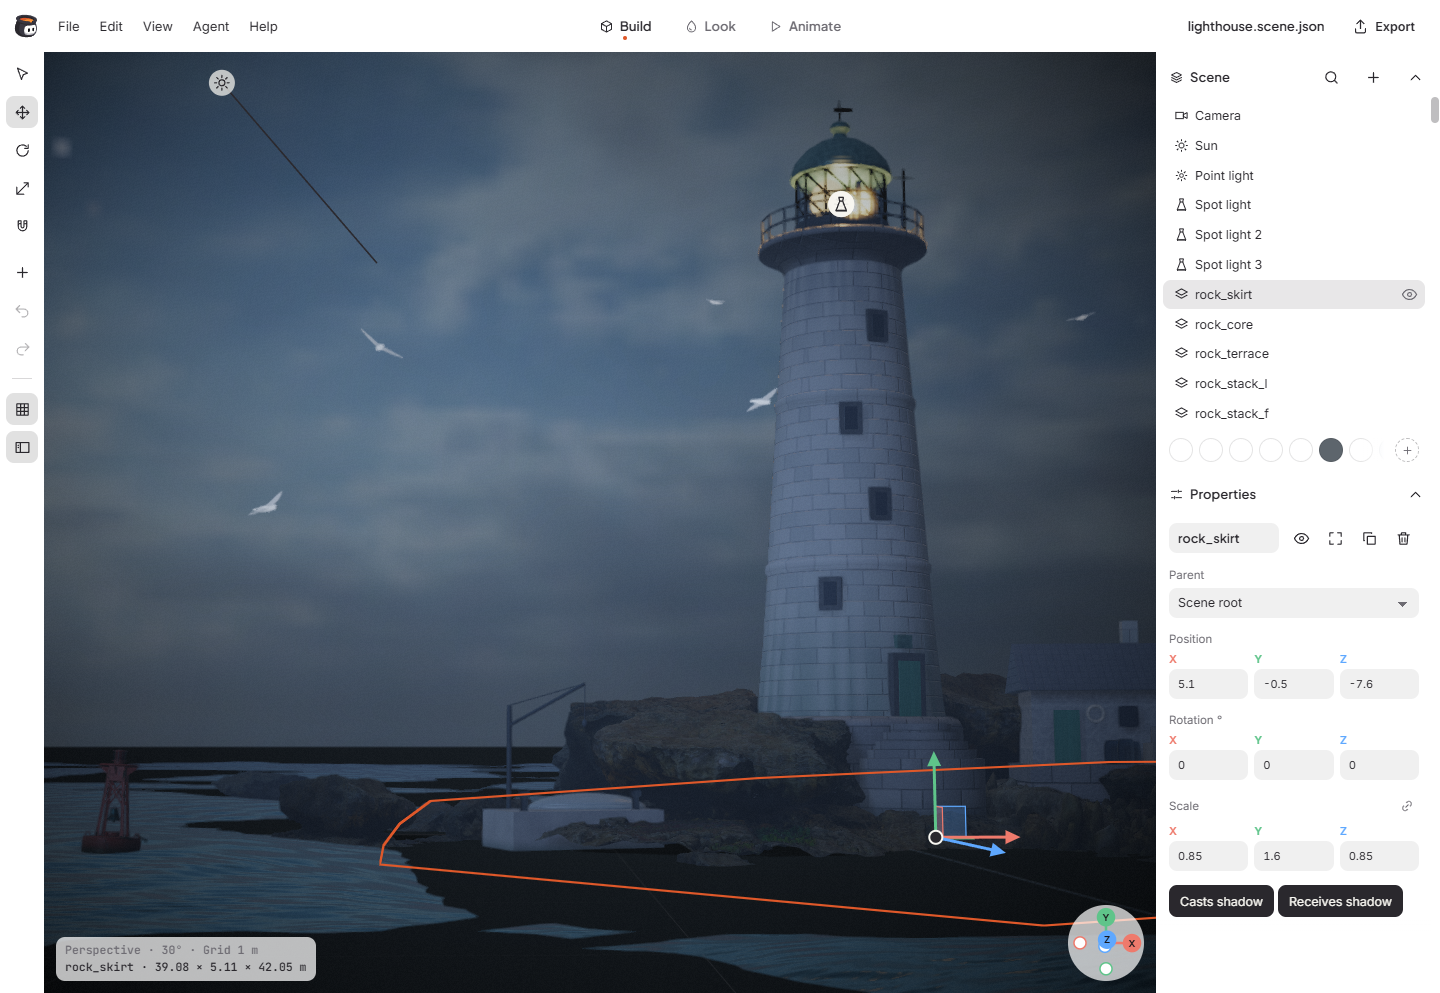 File Edit View Agent Help
Build Look Animate
lighthouse.scene.json Export
Scene
Camera
Sun
Point light
Spot light
Spot light 2
Spot light 3
rock_skirt
rock_core
rock_terrace
rock_stack_l
rock_stack_f
Properties
rock_skirt
Parent
Scene root
Position
X Y Z
5.1 -0.5 -7.6
Rotation °
X Y Z
0 0 0
Scale
X Y Z
0.85 1.6 0.85
Casts shadow Receives shadow
Perspective · 30° · Grid 1 m
rock_skirt · 39.08 × 5.11 × 42.05 m
Y
Z X